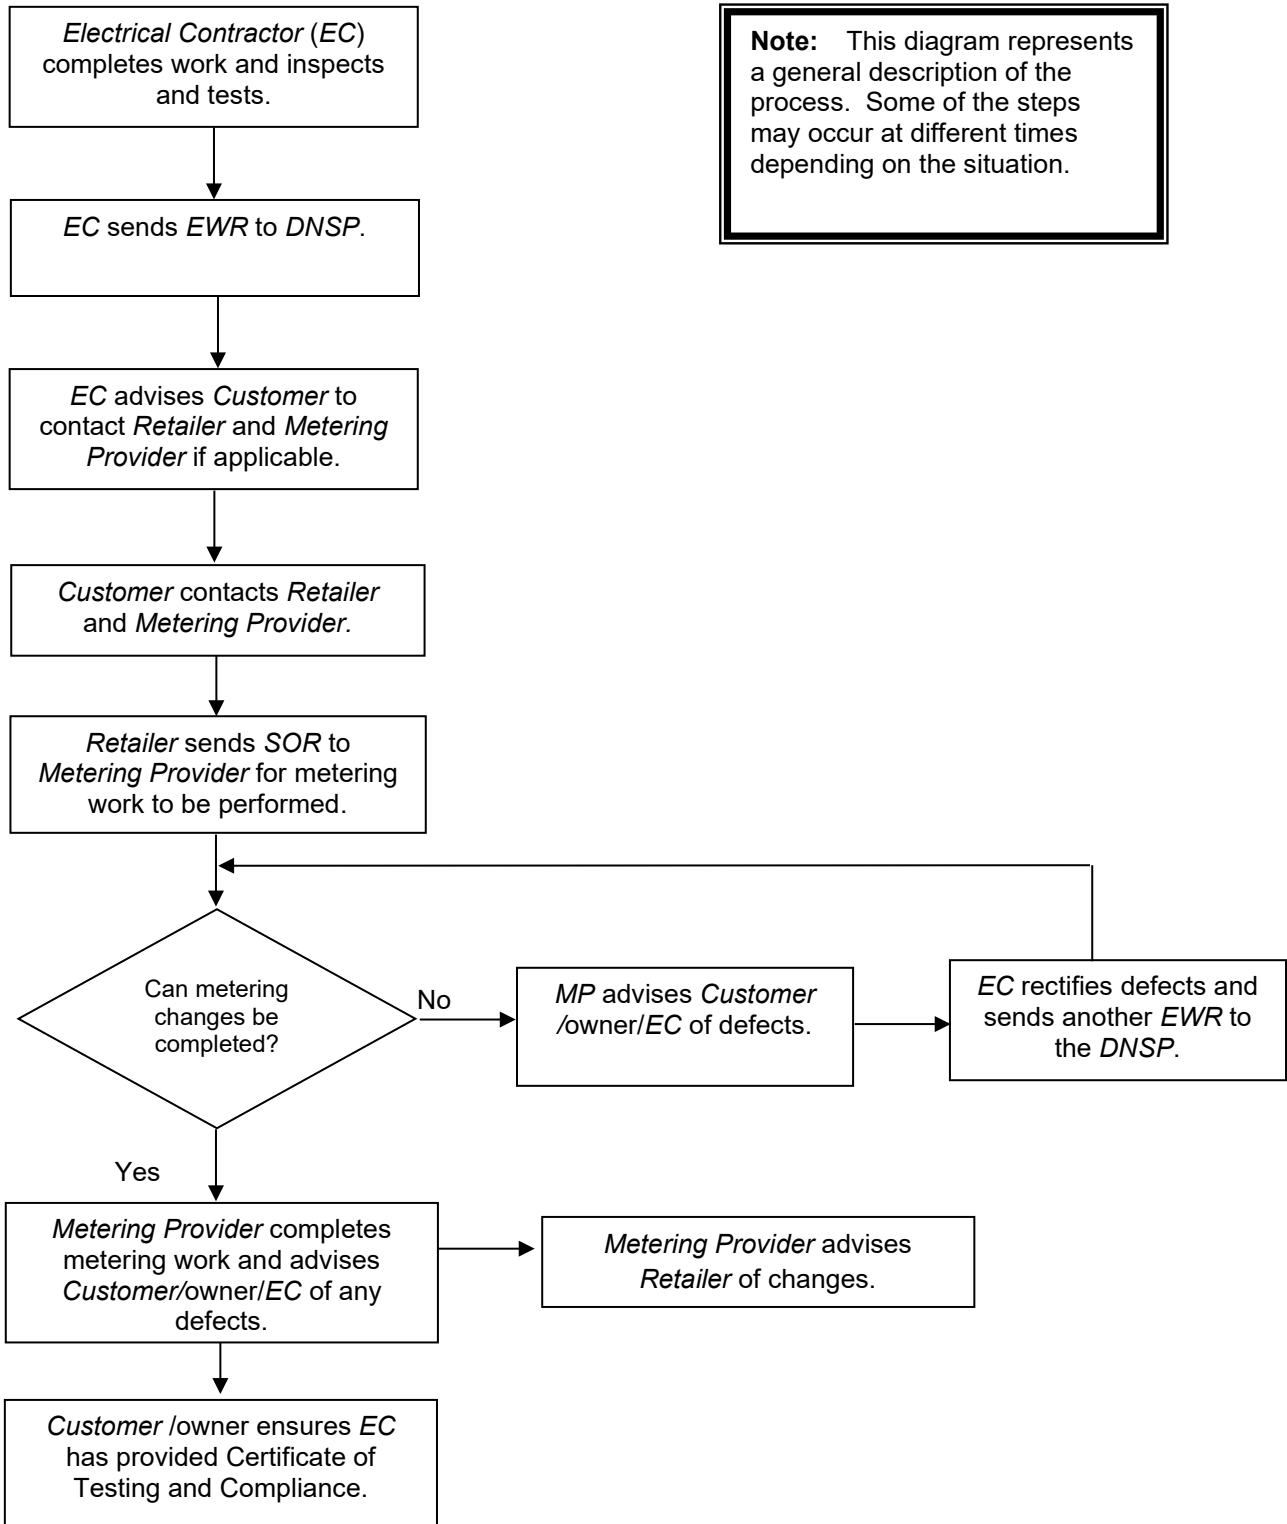 Electrical Contractor (EC)
completes work and inspects
and tests.
Note: This diagram represents
a general description of the
process. Some of the steps
may occur at different times
depending on the situation.
EC sends EWR to DNSP.
EC advises Customer to
contact Retailer and Metering
Provider if applicable.
Customer contacts Retailer
and Metering Provider.
Retailer sends SOR to
Metering Provider for metering
work to be performed.
Can metering
changes be
completed?
No
MP advises Customer
/owner/EC of defects.
EC rectifies defects and
sends another EWR to
the DNSP.
Yes
Metering Provider completes
metering work and advises
Customer/owner/EC of any
defects.
Metering Provider advises
Retailer of changes.
Customer /owner ensures EC
has provided Certificate of
Testing and Compliance.